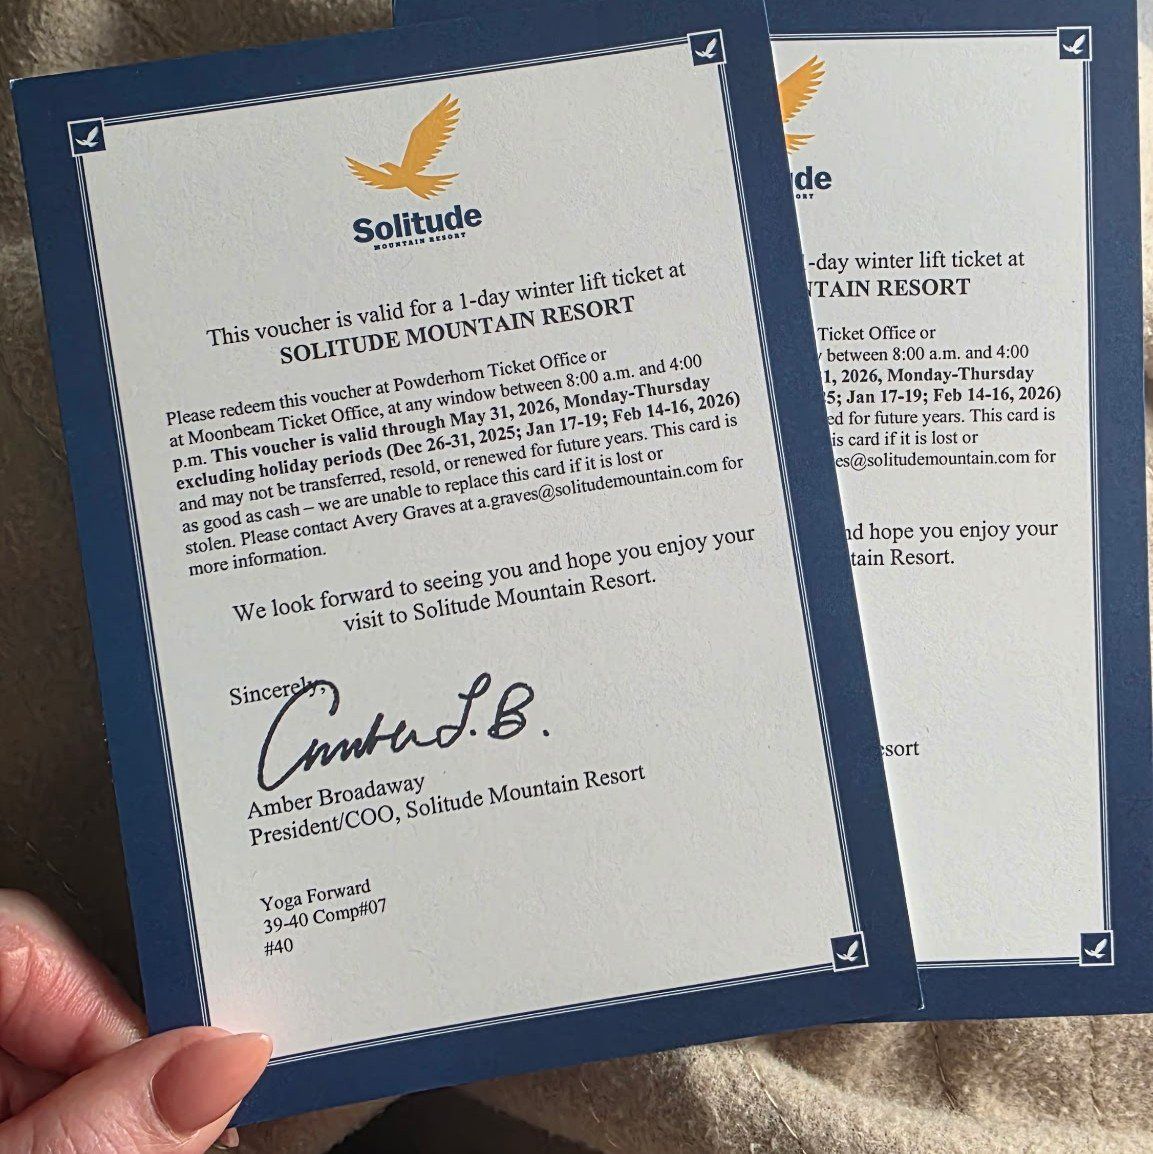 Solitude
MOUNTAIN RESORT
This voucher is valid for a 1-day winter lift ticket at
SOLITUDE MOUNTAIN RESORT
Please redeem this voucher at Powderhorn Ticket Office or
at Moonbeam Ticket Office, at any window between 8:00 a.m. and 4:00
p.m. This voucher is valid through May 31, 2026, Monday-Thursday
excluding holiday periods (Dec 26-31, 2025; Jan 17-19; Feb 14-16, 2026)
and may not be transferred, resold, or renewed for future years. This card is
as good as cash – we are unable to replace this card if it is lost or
stolen. Please contact Avery Graves at a.graves@solitudemountain.com for
more information.
We look forward to seeing you and hope you enjoy your
visit to Solitude Mountain Resort.
Sincerely,
Amber L.B.
Amber Broadaway
President/COO, Solitude Mountain Resort
Yoga Forward
39-40 Comp#07
#40
de
ORT
-day winter lift ticket at
TAIN RESORT
Ticket Office or
between 8:00 a.m. and 4:00
1, 2026, Monday-Thursday
5; Jan 17-19; Feb 14-16, 2026)
ed for future years. This card is
is card if it is lost or
es@solitudemountain.com for
nd hope you enjoy your
tain Resort.
sort